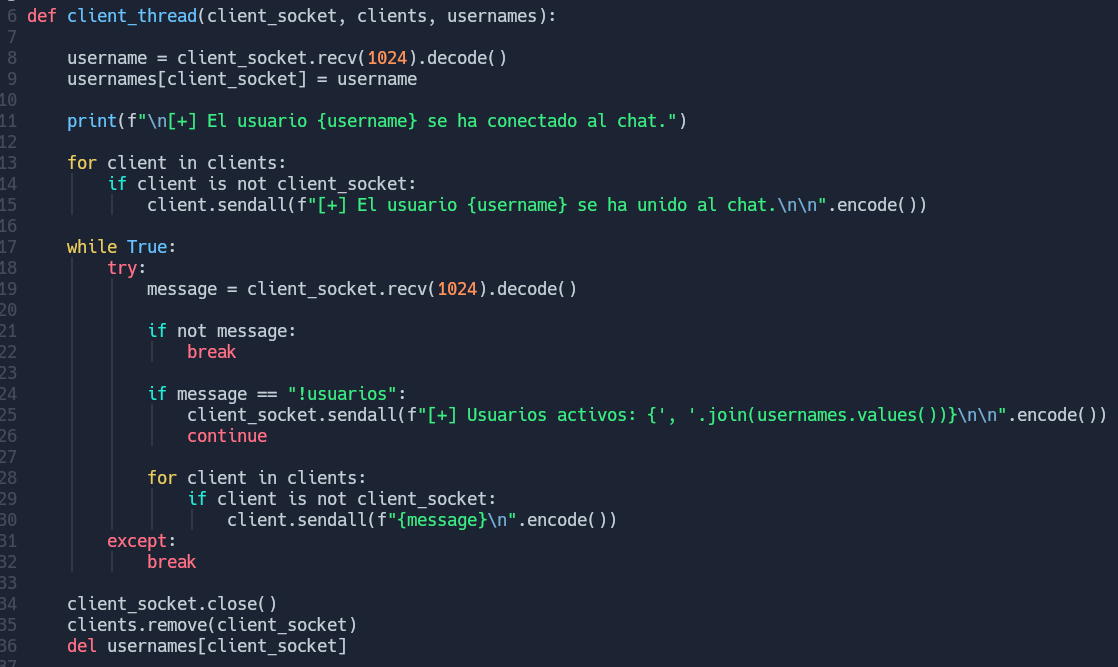 6 def client_thread(client_socket, clients, usernames):
7
8     username = client_socket.recv(1024).decode()
9     usernames[client_socket] = username
10
11     print(f"\n[+] El usuario {username} se ha conectado al chat.")
12
13     for client in clients:
14         if client is not client_socket:
15             client.sendall(f"[+] El usuario {username} se ha unido al chat.\n\n".encode())
16
17     while True:
18         try:
19             message = client_socket.recv(1024).decode()
20
21             if not message:
22                 break
23
24             if message == "!usuarios":
25                 client_socket.sendall(f"[+] Usuarios activos: {', '.join(usernames.values())}\n\n".encode())
26                 continue
27
28             for client in clients:
29                 if client is not client_socket:
30                     client.sendall(f"{message}\n".encode())
31         except:
32             break
33
34     client_socket.close()
35     clients.remove(client_socket)
36     del usernames[client_socket]
37